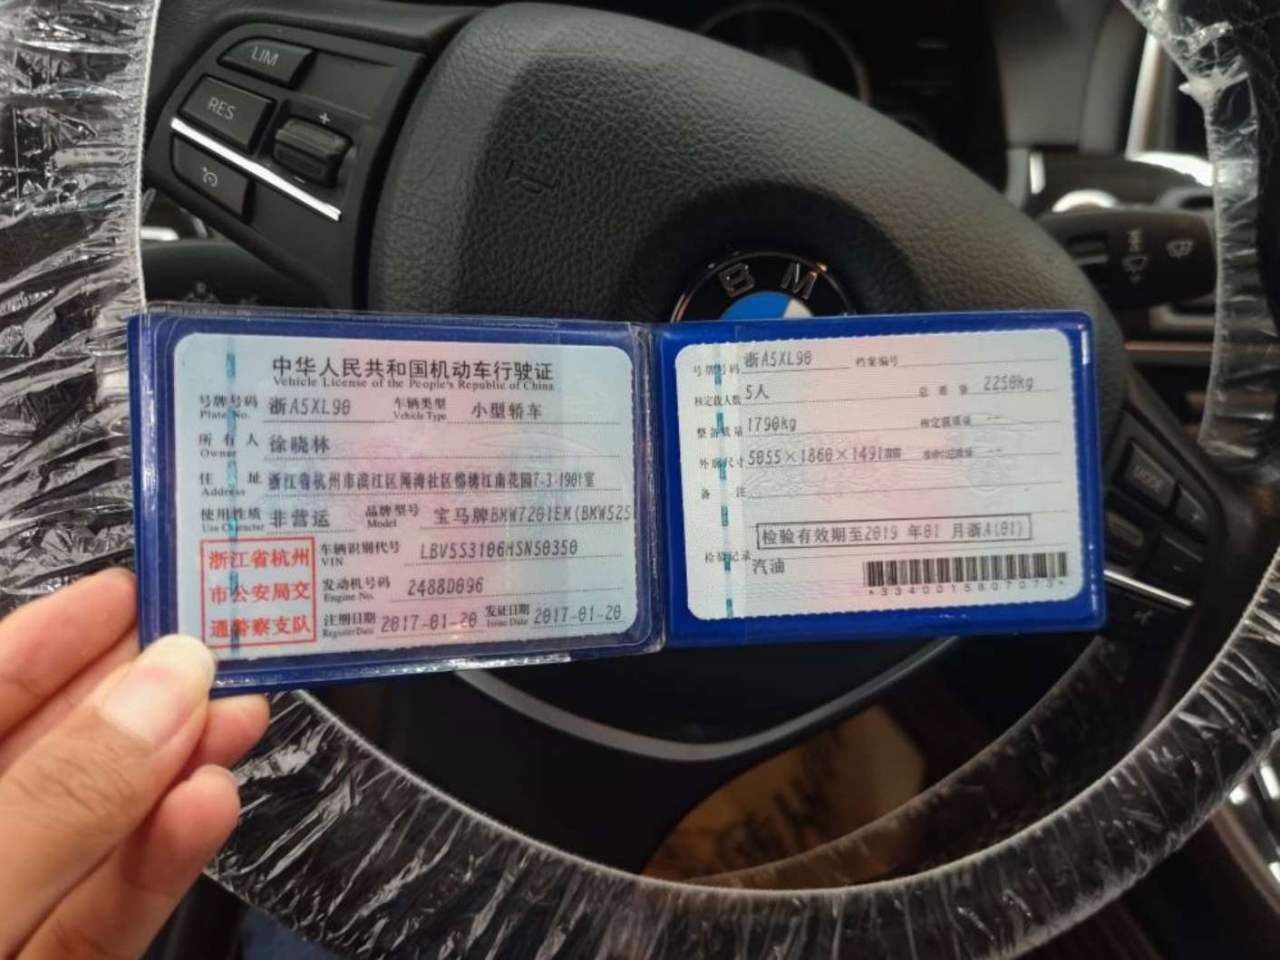 LIM
RES
+
BM
中华人民共和国机动车行驶证
Vehicle License of the People's Republic of China
号牌号码 浙A5XL90 车辆类型 小型轿车
Plate No. Vehicle Type
所有人 徐晓林
Owner
住址 浙江省杭州市滨江区闻涛社区锦绣江南花园7-3-1901室
Address
使用性质 非营运 品牌型号 宝马牌BMW7201EM(BMW525
Use Character Model
浙江省杭州
市公安局交
通警察支队
车辆识别代号 LBV5S3106HSN50350
VIN
发动机号码 2488D096
Engine No.
注册日期 2017-01-20 发证日期 2017-01-20
Register Date Issue Date
号牌号码 浙A5XL90 档案编号
核定载人数 5人 总质量 2250kg
整备质量 1790kg 核定载质量
外廓尺寸 5055×1860×1491mm
备注
检验有效期至2019 年01 月浙A(01)
检验记录
汽油
*3340015807073*
MODE